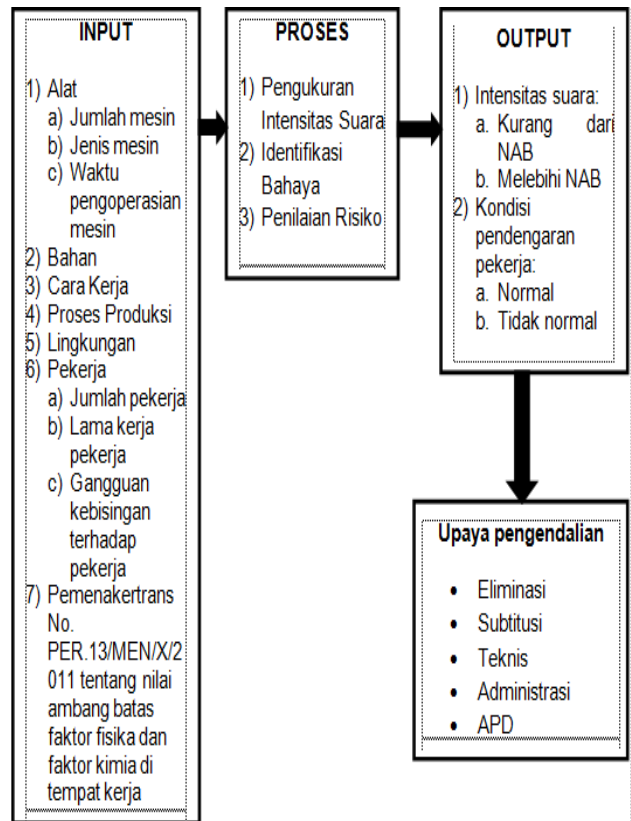 INPUT
1) Alat
a) Jumlah mesin
b) Jenis mesin
c) Waktu
pengoperasian
mesin
2) Bahan
3) Cara Kerja
4) Proses Produksi
5) Lingkungan
6) Pekerja
a) Jumlah pekerja
b) Lama kerja
pekerja
c) Gangguan
kebisingan
terhadap
pekerja
7) Pemenakertrans
No.
PER.13/MEN/X/2
011 tentang nilai
ambang batas
faktor fisika dan
faktor kimia di
tempat kerja
PROSES
1) Pengukuran
Intensitas Suara
2) Identifikasi
Bahaya
3) Penilaian Risiko
OUTPUT
1) Intensitas suara:
a. Kurang dari
NAB
b. Melebihi NAB
2) Kondisi
pendengaran
pekerja:
a. Normal
b. Tidak normal
Upaya pengendalian
• Eliminasi
• Subtitusi
• Teknis
• Administrasi
• APD